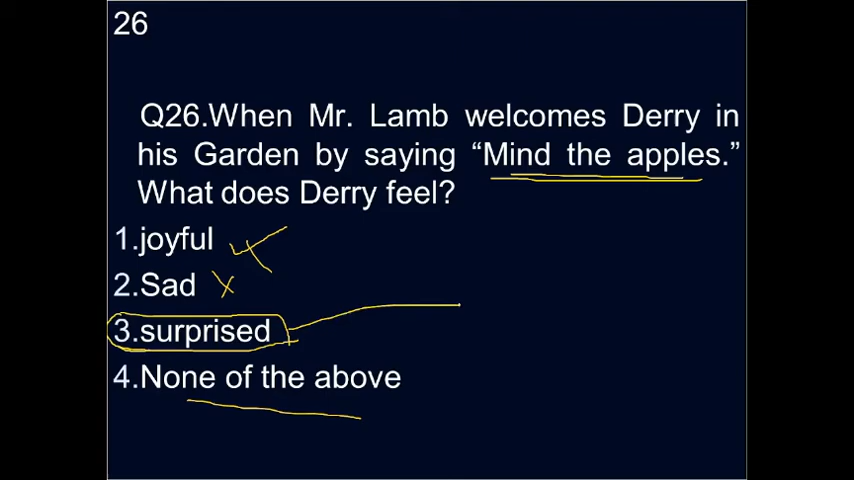 26
Q26.When Mr. Lamb welcomes Derry in
his Garden by saying “Mind the apples.”
What does Derry feel?
1.joyful
2.Sad
3.surprised
4.None of the above